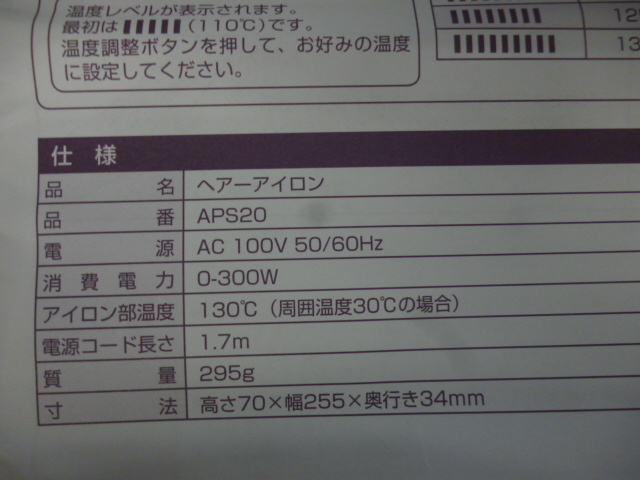 温度レベルが表示されます。
最初は▮▮▮▮▮(110℃)です。
温度調整ボタンを押して、お好みの温度
に設定してください。
12
13
仕様
品名 ヘアーアイロン
品番 APS20
電源 AC 100V 50/60Hz
消費電力 0-300W
アイロン部温度 130℃(周囲温度30℃の場合)
電源コード長さ 1.7m
質量 295g
寸法 高さ70×幅255×奥行き34mm